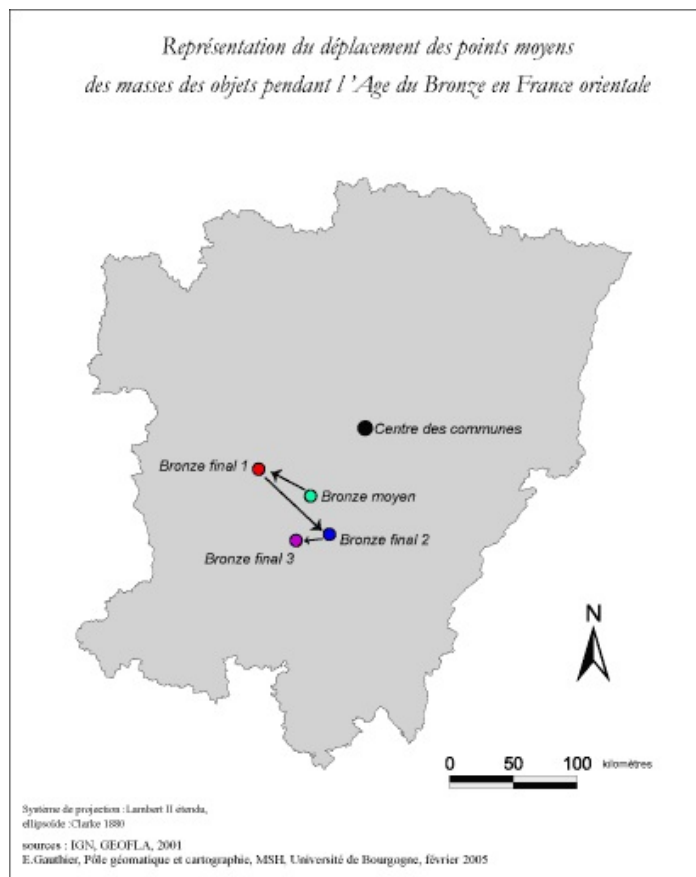 Représentation du déplacement des points moyens
des masses des objets pendant l 'Age du Bronze en France orientale
Centre des communes
Bronze final 1
Bronze moyen
Bronze final 2
Bronze final 3
N
0 50 100 kilomètres
Système de projection : Lambert II étendu,
ellipsoïde :Clarke 1880
sources : IGN, GEOFLA, 2001
E.Gauthier, Pôle géomatique et cartographie, MSH, Université de Bourgogne, février 2005